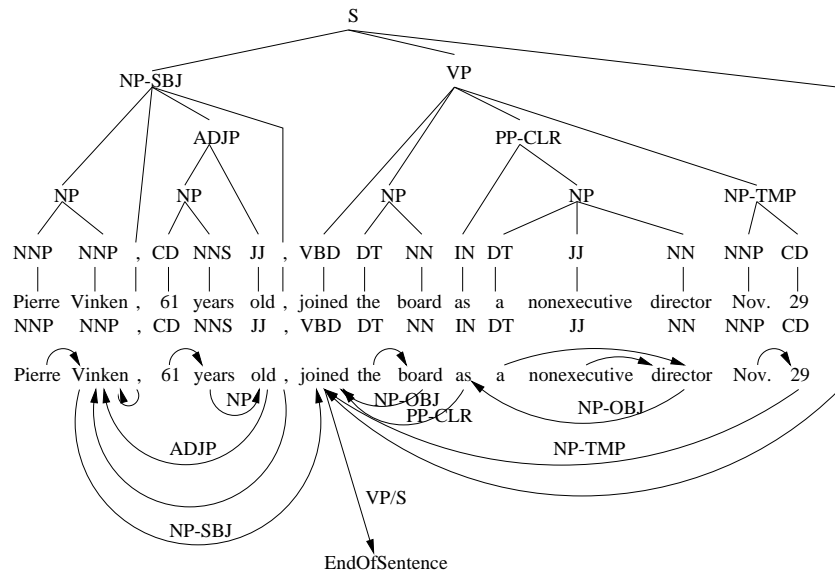 S
NP-SBJ VP
ADJP PP-CLR
NP NP NP NP NP-TMP
NNP NNP , CD NNS JJ , VBD DT NN IN DT JJ NN NNP CD
Pierre Vinken , 61 years old , joined the board as a nonexecutive director Nov. 29
NNP NNP , CD NNS JJ , VBD DT NN IN DT JJ NN NNP CD
Pierre Vinken , 61 years old , joined the board as a nonexecutive director Nov. 29
NP NP-OBJ NP-OBJ
PP-CLR
ADJP NP-TMP
VP/S
NP-SBJ
EndOfSentence